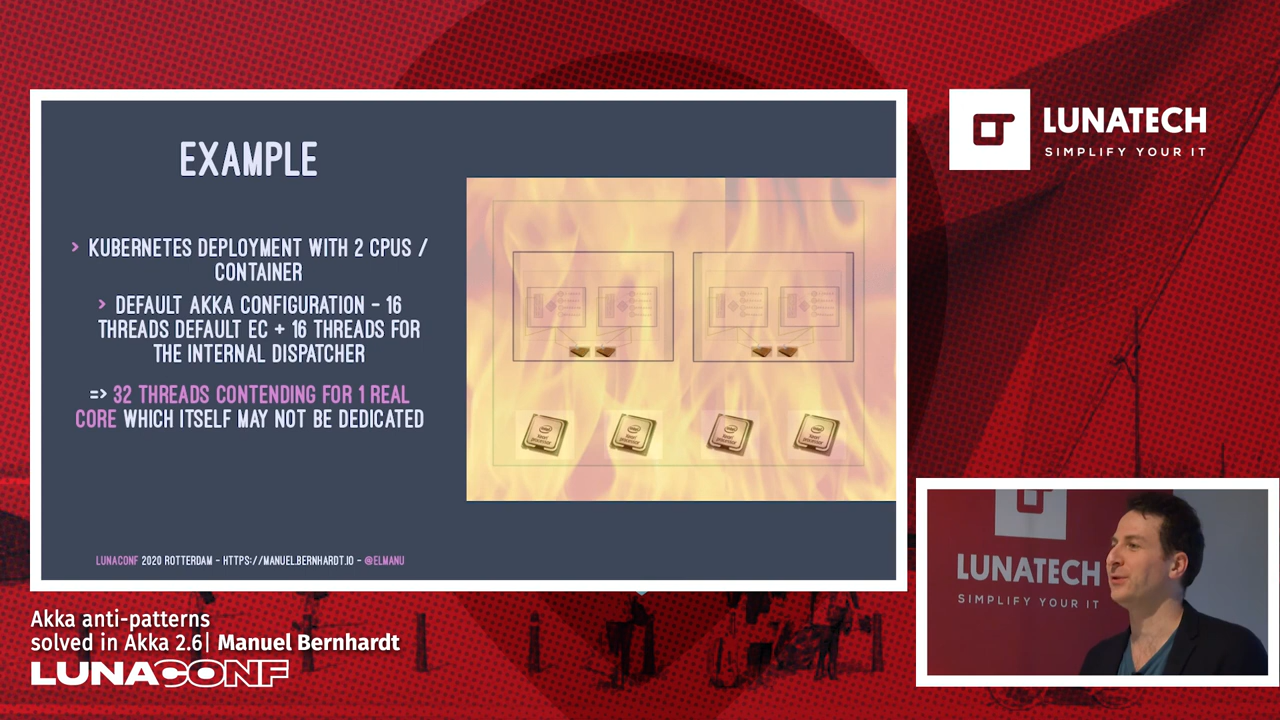 EXAMPLE
> KUBERNETES DEPLOYMENT WITH 2 CPUS /
CONTAINER
> DEFAULT AKKA CONFIGURATION - 16
THREADS DEFAULT EC + 16 THREADS FOR
THE INTERNAL DISPATCHER
=> 32 THREADS CONTENDING FOR 1 REAL
CORE WHICH ITSELF MAY NOT BE DEDICATED
LUNACONF 2020 ROTTERDAM - HTTPS://MANUEL.BERNHARDT.IO - @ELMANU
LUNATECH
SIMPLIFY YOUR IT
LUNATECH
SIMPLIFY YOUR IT
Akka anti-patterns
solved in Akka 2.6| Manuel Bernhardt
LUNACONF